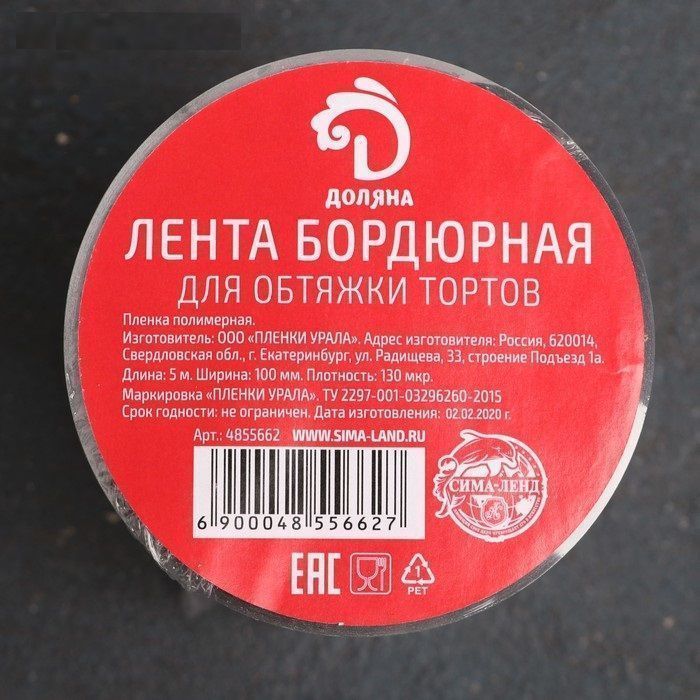 ДОЛЯНА
ЛЕНТА БОРДЮРНАЯ
ДЛЯ ОБТЯЖКИ ТОРТОВ
Пленка полимерная.
Изготовитель: ООО «ПЛЕНКИ УРАЛА». Адрес изготовителя: Россия, 620014,
Свердловская обл., г. Екатеринбург, ул. Радищева, 33, строение Подъезд 1а.
Длина: 5 м. Ширина: 100 мм. Плотность: 130 мкр.
Маркировка «ПЛЕНКИ УРАЛА». ТУ 2297-001-03296260-2015
Срок годности: не ограничен. Дата изготовления: 02.02.2020 г.
Арт.: 4855662 WWW.SIMA-LAND.RU
СИМА-ЛЕНД
6 900048 556627
EAC
1
PET